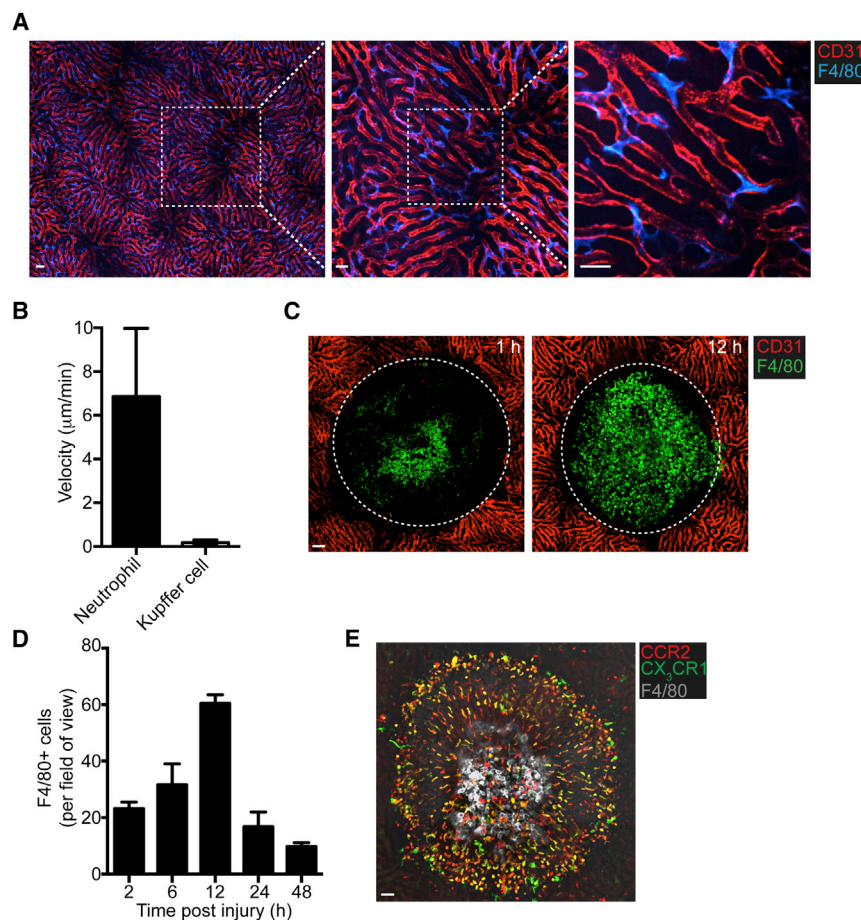 A
CD31
F4/80
B
Velocity (μm/min)
10
8
6
4
2
0
Neutrophil
Kupffer cell
C
1 h
12 h
CD31
F4/80
D
F4/80+ cells
(per field of view)
80
60
40
20
0
2 6 12 24 48
Time post injury (h)
E
CCR2
CX₃CR1
F4/80